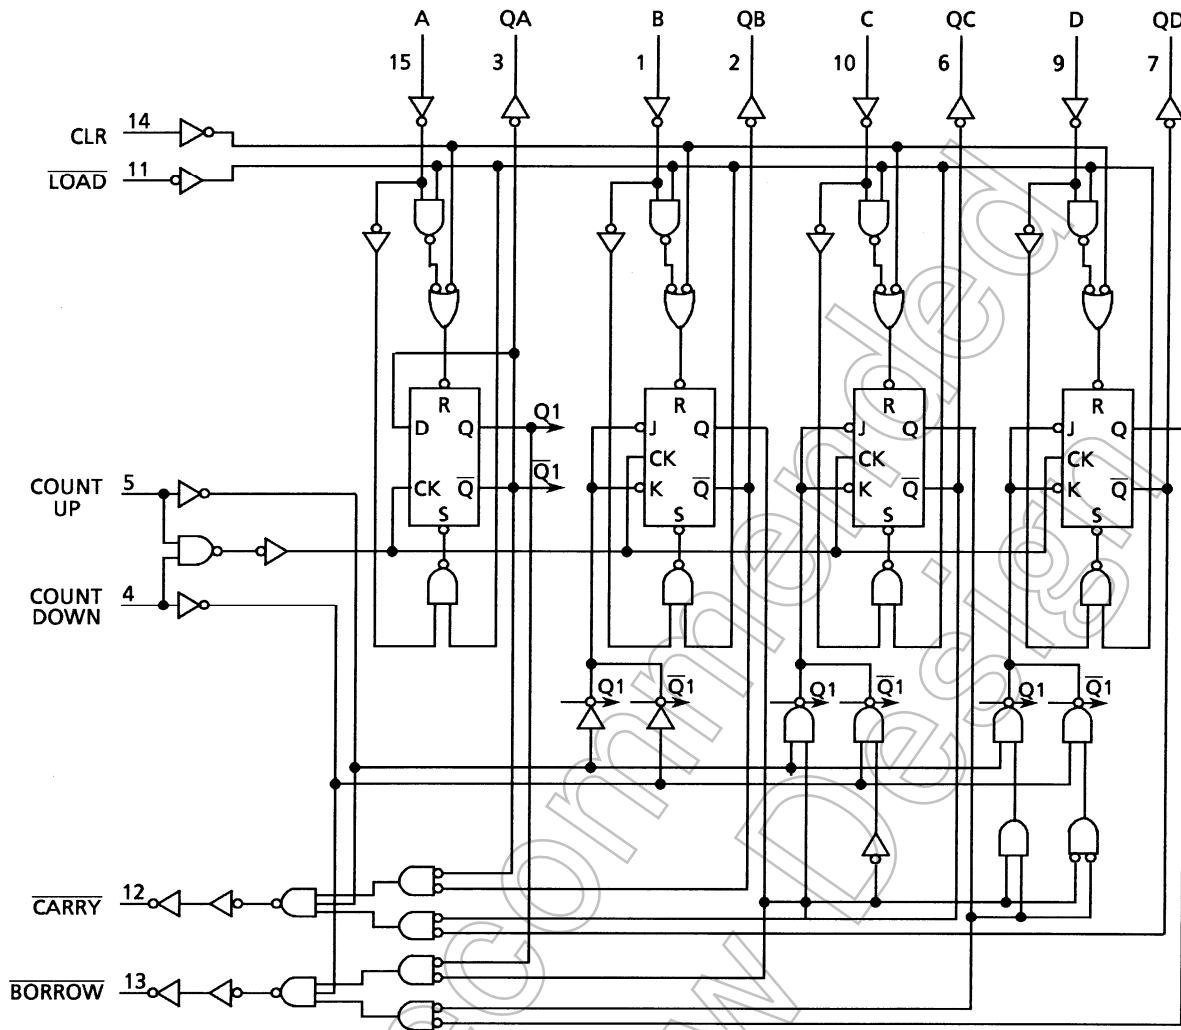 A QA B QB C QC D QD
15 3 1 2 10 6 9 7
CLR 14
LOAD 11
R R R R
D Q Q1 J Q J Q J Q
CK CK CK
CK Q Q1 K Q K Q K Q
S S S S
COUNT UP 5
COUNT DOWN 4
Q1 Q1 Q1 Q1 Q1 Q1
CARRY 12
BORROW 13
ecommended
w Design